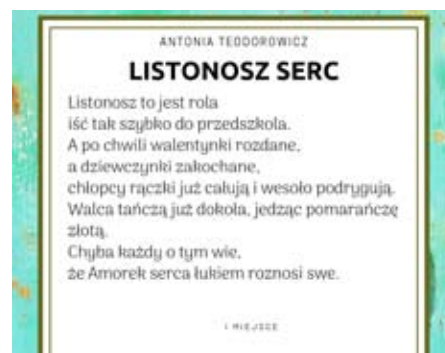 ANTONIA TEODOROWICZ
LISTONOSZ SERC
Listonosz to jest rola
iść tak szybko do przedszkola.
A po chwili walentynki rozdane,
a dziewczynki zakochane,
chłopcy rączki już całują i wesoło podrygują.
Walca tańczą już dokoła, jedząc pomarańczę
złotą.
Chyba każdy o tym wie,
że Amorek serca łukiem roznosi swe.
I MIEJSCE